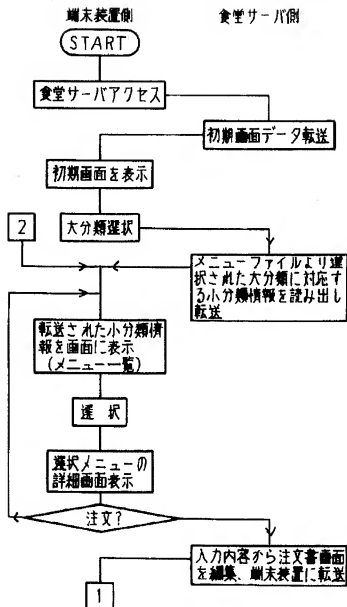 端末装置側 食堂サーバ側
START
食堂サーバアクセス
初期画面データ転送
初期画面を表示
大分類選択
2
メニューファイルより選
択された大分類に対応す
る小分類情報を読み出し
転送
転送された小分類情
報を画面に表示
(メニュー一覧)
選択
選択メニューの
詳細画面表示
注文?
入力内容から注文書画面
を編集、端末装置に転送
1